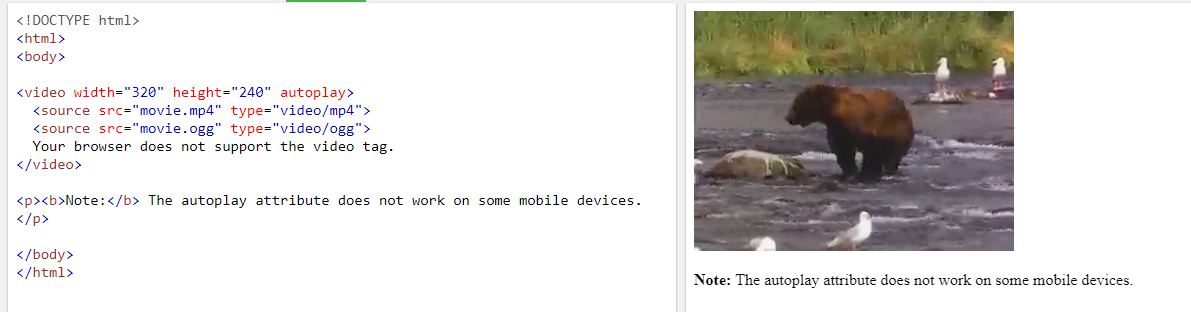 <!DOCTYPE html>
<html>
<body>
<video width="320" height="240" autoplay>
<source src="movie.mp4" type="video/mp4">
<source src="movie.ogg" type="video/ogg">
Your browser does not support the video tag.
</video>
<p><b>Note:</b> The autoplay attribute does not work on some mobile devices.
</p>
</body>
</html>
Note: The autoplay attribute does not work on some mobile devices.